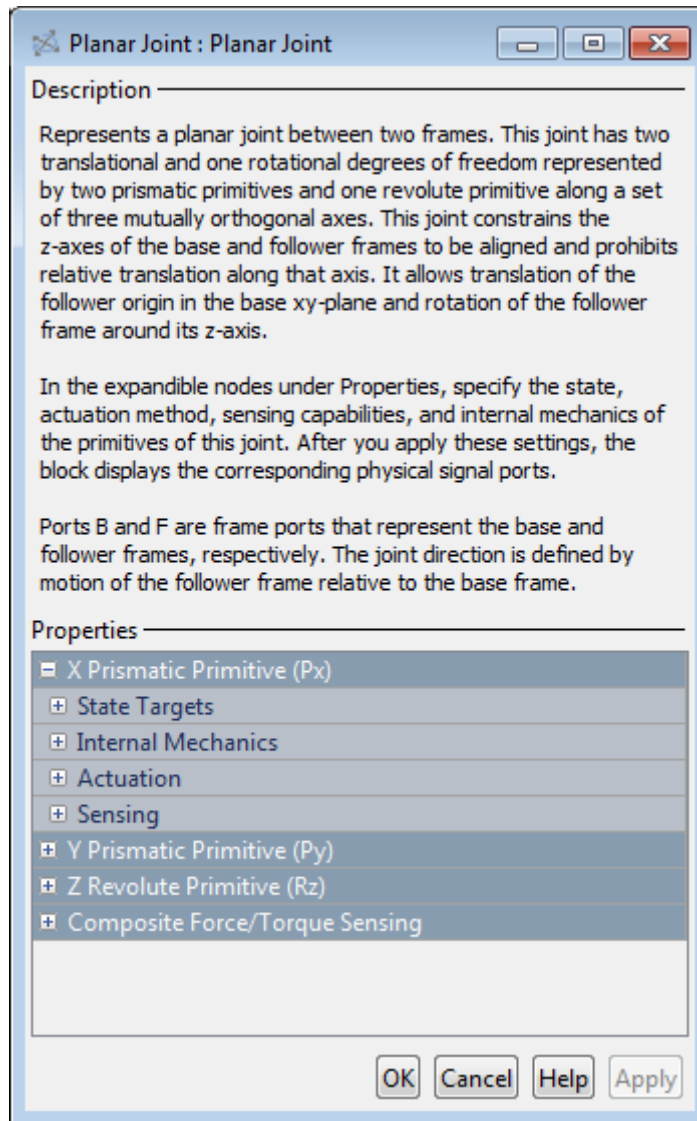 Planar Joint : Planar Joint
Description
Represents a planar joint between two frames. This joint has two
translational and one rotational degrees of freedom represented
by two prismatic primitives and one revolute primitive along a set
of three mutually orthogonal axes. This joint constrains the
z-axes of the base and follower frames to be aligned and prohibits
relative translation along that axis. It allows translation of the
follower origin in the base xy-plane and rotation of the follower
frame around its z-axis.
In the expandible nodes under Properties, specify the state,
actuation method, sensing capabilities, and internal mechanics of
the primitives of this joint. After you apply these settings, the
block displays the corresponding physical signal ports.
Ports B and F are frame ports that represent the base and
follower frames, respectively. The joint direction is defined by
motion of the follower frame relative to the base frame.
Properties
X Prismatic Primitive (Px)
State Targets
Internal Mechanics
Actuation
Sensing
Y Prismatic Primitive (Py)
Z Revolute Primitive (Rz)
Composite Force/Torque Sensing
OK Cancel Help Apply